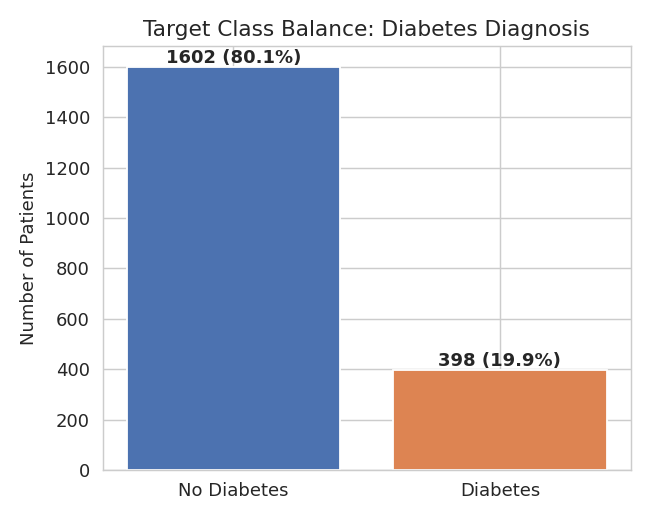 Target Class Balance: Diabetes Diagnosis
1602 (80.1%)
398 (19.9%)
Number of Patients
1600
1400
1200
1000
800
600
400
200
0
No Diabetes
Diabetes